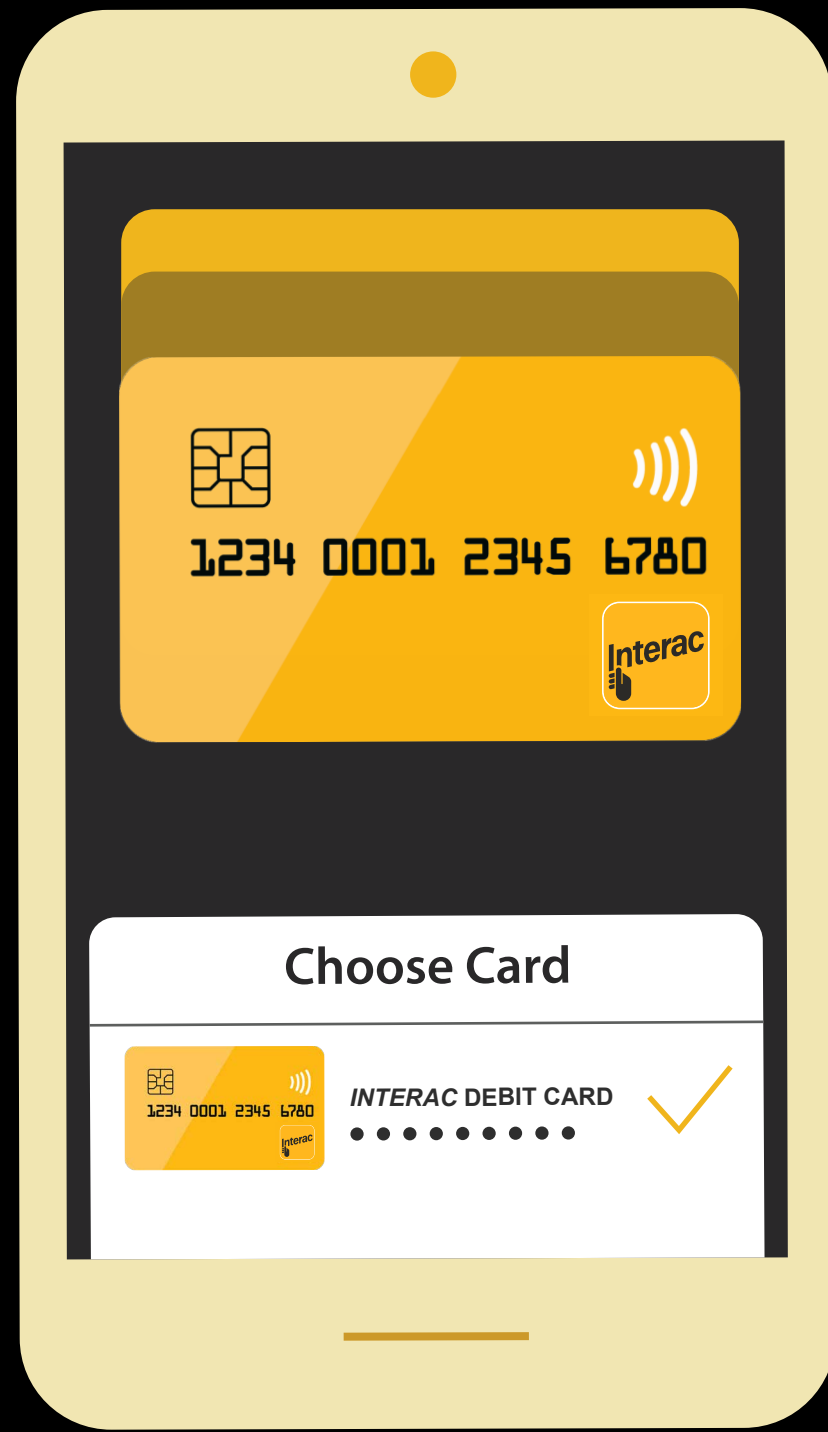 1234 0001 2345 6780
Interac
Choose Card
1234 0001 2345 6780
Interac
INTERAC DEBIT CARD